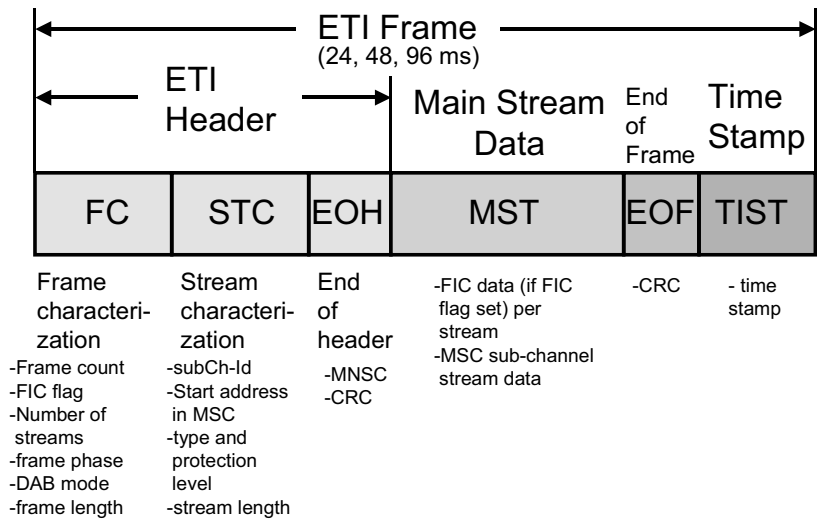 ETI Frame
(24, 48, 96 ms)
ETI
Header
Main Stream
Data
End
of
Frame
Time
Stamp
FC
STC
EOH
MST
EOF
TIST
Frame
characteri-
zation
-Frame count
-FIC flag
-Number of
streams
-frame phase
-DAB mode
-frame length
Stream
characteri-
zation
-subCh-Id
-Start address
in MSC
-type and
protection
level
-stream length
End
of
header
-MNSC
-CRC
-FIC data (if FIC
flag set) per
stream
-MSC sub-channel
stream data
-CRC
- time
stamp